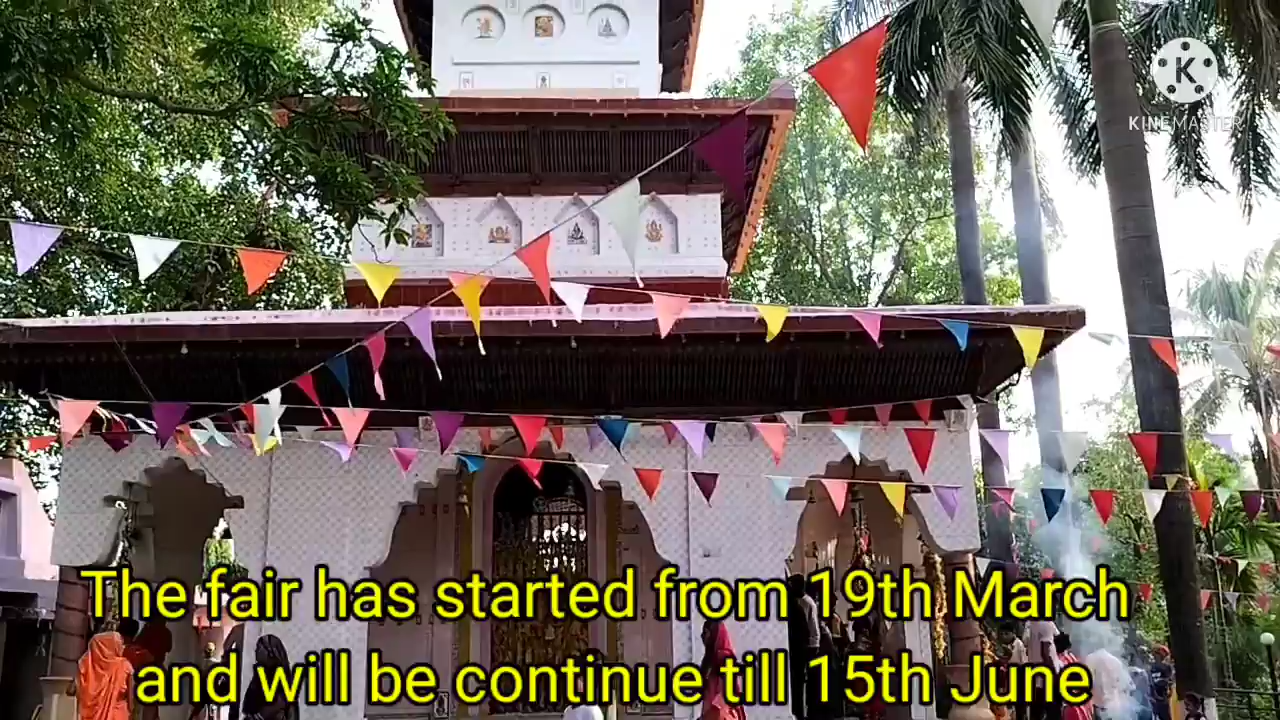 K
KINEMASTER
The fair has started from 19th March
and will be continue till 15th June